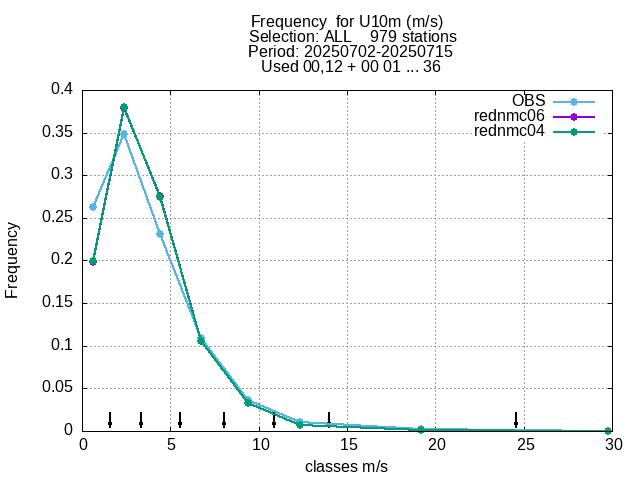 Frequency  for U10m (m/s)
Selection: ALL    979 stations
Period: 20250702-20250715
Used 00,12 + 00 01 ... 36
OBS
rednmc06
rednmc04
Frequency
0.4
0.35
0.3
0.25
0.2
0.15
0.1
0.05
0
0 5 10 15 20 25 30
classes m/s